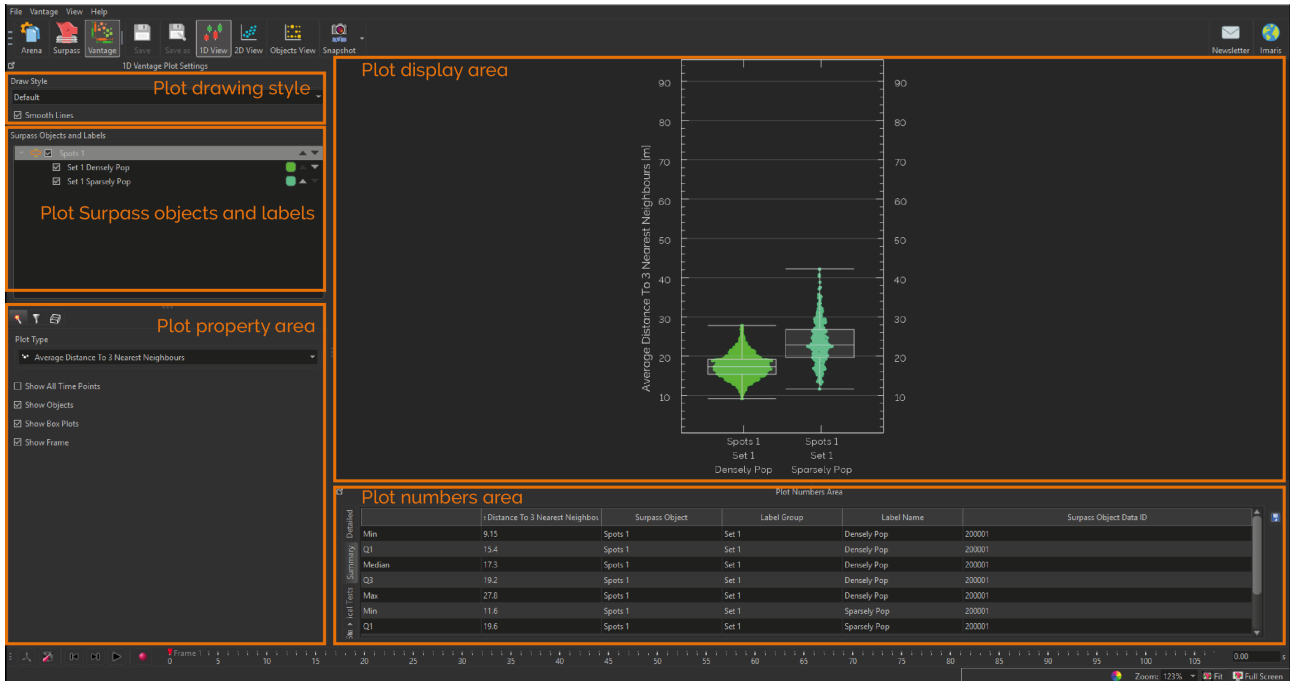 File Vantage View Help
Arena Surpass Vantage Save Save as 1D View 2D View Objects View Snapshot Newsletter Imaris
1D Vantage Plot Settings
Draw Style
Plot drawing style
Default
Smooth Lines
Surpass Objects and Labels
Spots 1
Set 1 Densely Pop
Set 1 Sparsely Pop
Plot Surpass objects and labels
Plot property area
Plot Type
Average Distance To 3 Nearest Neighbours
Show All Time Points
Show Objects
Show Box Plots
Show Frame
Plot display area
Average Distance To 3 Nearest Neighbours [m]
90 90
80 80
70 70
60 60
50 50
40 40
30 30
20 20
10 10
Spots 1 Spots 1
Set 1 Set 1
Densely Pop Sparsely Pop
Plot numbers area
Plot Numbers Area
Detailed
Summary
ical Tests
Distance To 3 Nearest Neighbou Surpass Object Label Group Label Name Surpass Object Data ID
Min 9.15 Spots 1 Set 1 Densely Pop 200001
Q1 15.4 Spots 1 Set 1 Densely Pop 200001
Median 17.3 Spots 1 Set 1 Densely Pop 200001
Q3 19.2 Spots 1 Set 1 Densely Pop 200001
Max 27.8 Spots 1 Set 1 Densely Pop 200001
Min 11.6 Spots 1 Set 1 Sparsely Pop 200001
Q1 19.6 Spots 1 Set 1 Sparsely Pop 200001
Frame 1
0 5 10 15 20 25 30 35 40 45 50 55 60 65 70 75 80 85 90 95 100 105
0.00 s
Zoom: 123% Fit Full Screen